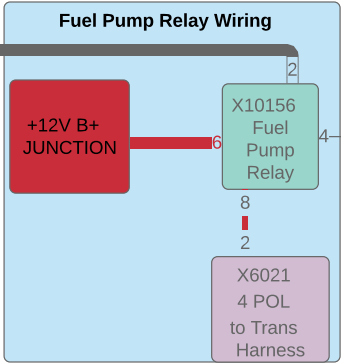 Fuel Pump Relay Wiring
2
+12V B+
JUNCTION
6
X10156
Fuel
Pump
Relay
4
8
2
X6021
4 POL
to Trans
Harness